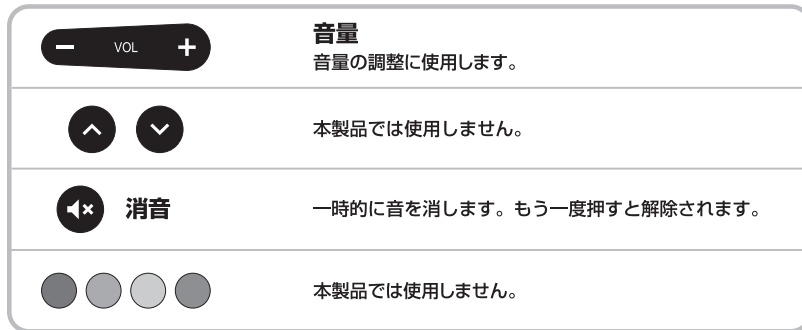 − VOL +
音量
音量の調整に使用します。
本製品では使用しません。
消音
一時的に音を消します。もう一度押すと解除されます。
本製品では使用しません。